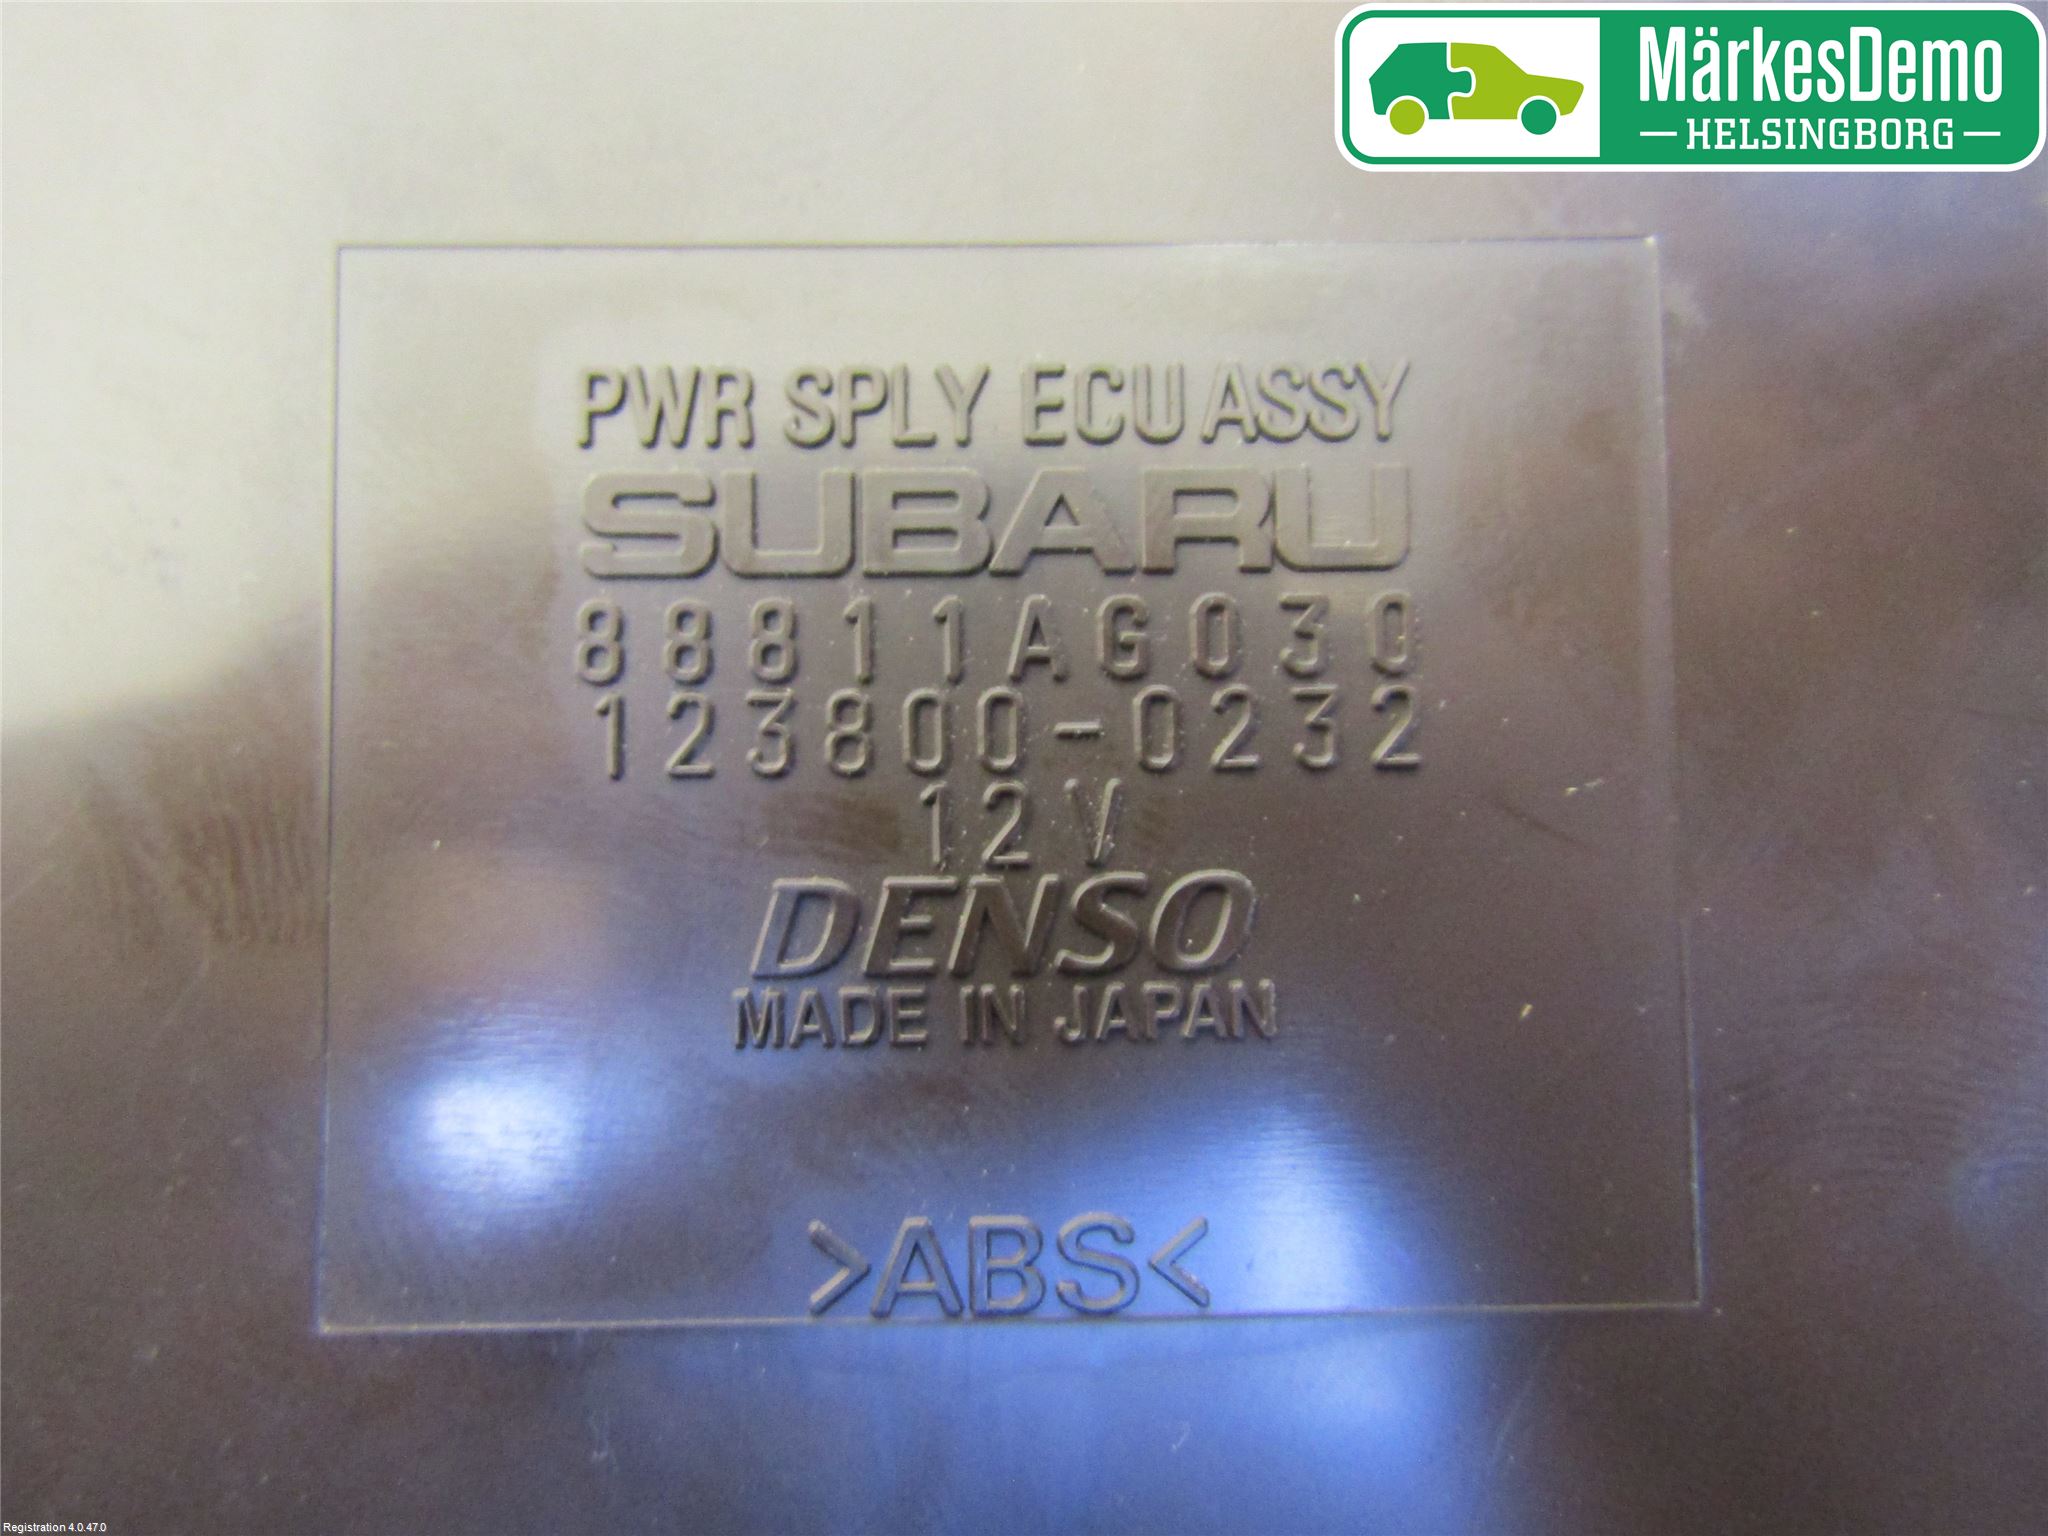 MärkesDemo
HELSINGBORG
PWR SPLY ECU ASSY
SUBARU
88811AG030
123800-0232
12V
DENSO
MADE IN JAPAN
>ABS<
Registration 4.0.47.0